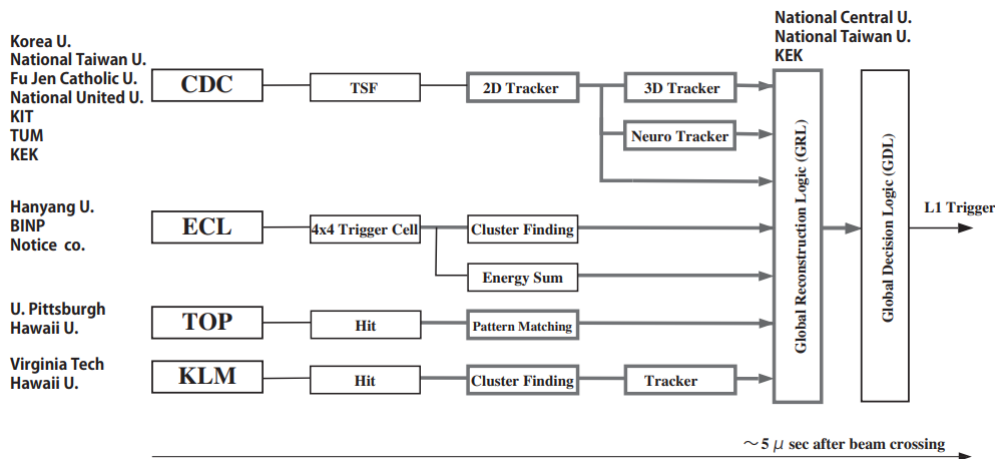 National Central U.
National Taiwan U.
KEK
Korea U.
National Taiwan U.
Fu Jen Catholic U.
National United U.
KIT
TUM
KEK
CDC
TSF
2D Tracker
3D Tracker
Neuro Tracker
Hanyang U.
BINP
Notice co.
ECL
4x4 Trigger Cell
Cluster Finding
Energy Sum
U. Pittsburgh
Hawaii U.
TOP
Hit
Pattern Matching
Virginia Tech
Hawaii U.
KLM
Hit
Cluster Finding
Tracker
Global Reconstruction Logic (GRL)
Global Decision Logic (GDL)
L1 Trigger
~5 μ sec after beam crossing